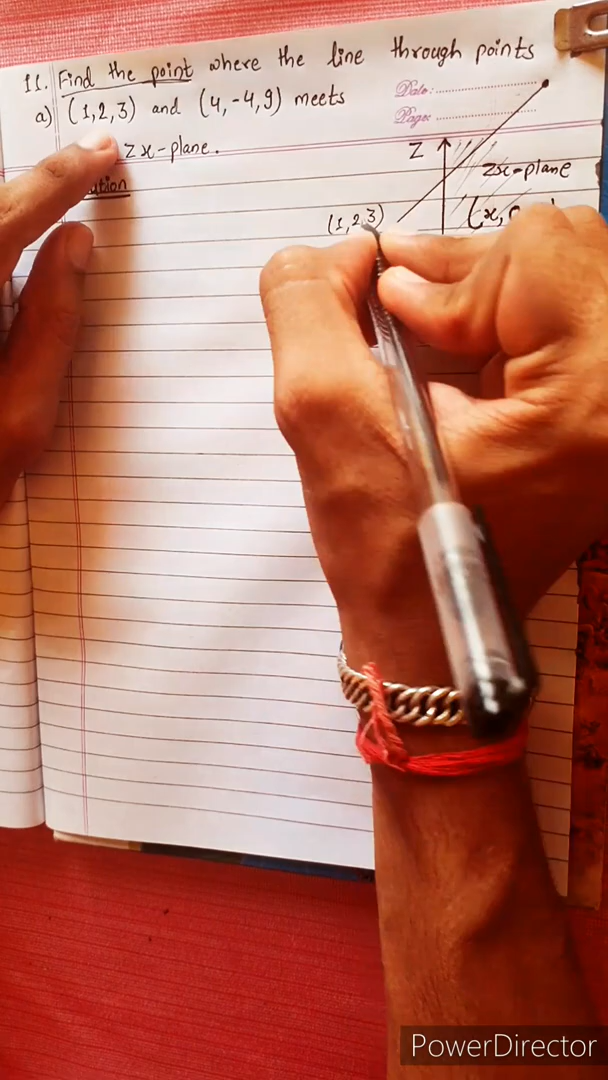 11. Find the point where the line through points
a) (1,2,3) and (4,-4,9) meets
Date:
Page:
zx-plane.
Z
zx-plane
(1,2,3)
(x,
PowerDirector